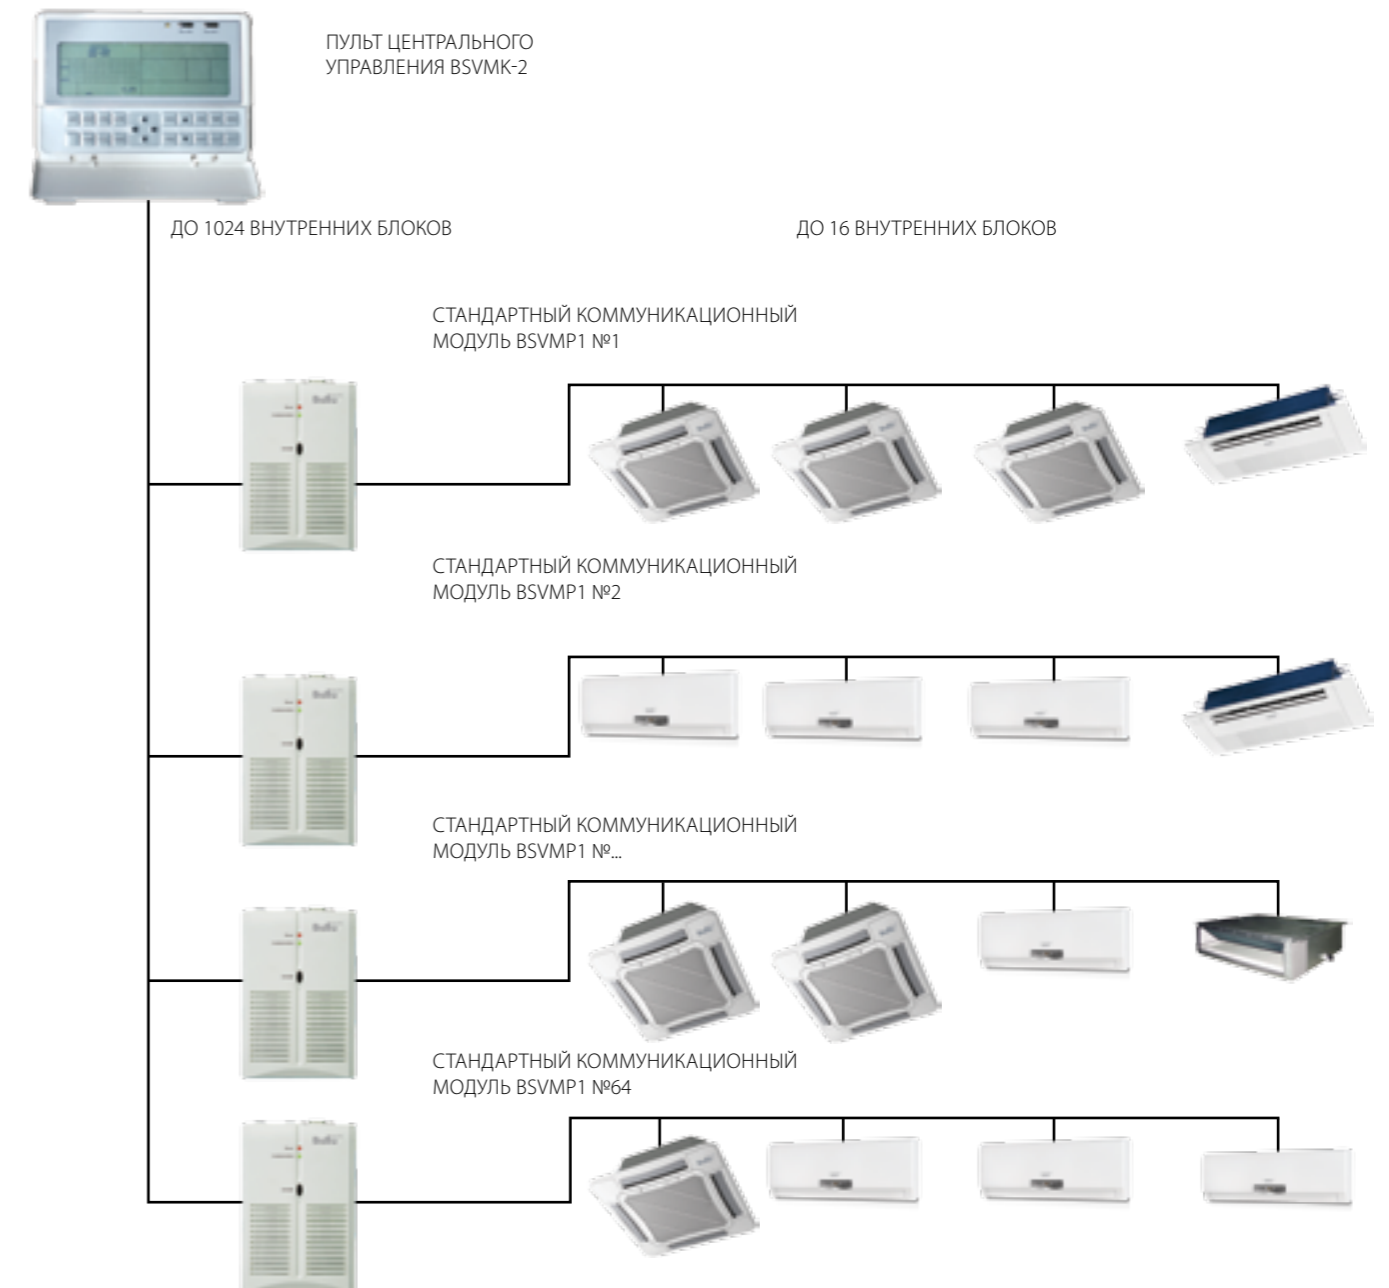 ПУЛЬТ ЦЕНТРАЛЬНОГО
УПРАВЛЕНИЯ BSVMK-2
ДО 1024 ВНУТРЕННИХ БЛОКОВ
ДО 16 ВНУТРЕННИХ БЛОКОВ
СТАНДАРТНЫЙ КОММУНИКАЦИОННЫЙ
МОДУЛЬ BSVMP1 №1
СТАНДАРТНЫЙ КОММУНИКАЦИОННЫЙ
МОДУЛЬ BSVMP1 №2
СТАНДАРТНЫЙ КОММУНИКАЦИОННЫЙ
МОДУЛЬ BSVMP1 №...
СТАНДАРТНЫЙ КОММУНИКАЦИОННЫЙ
МОДУЛЬ BSVMP1 №64